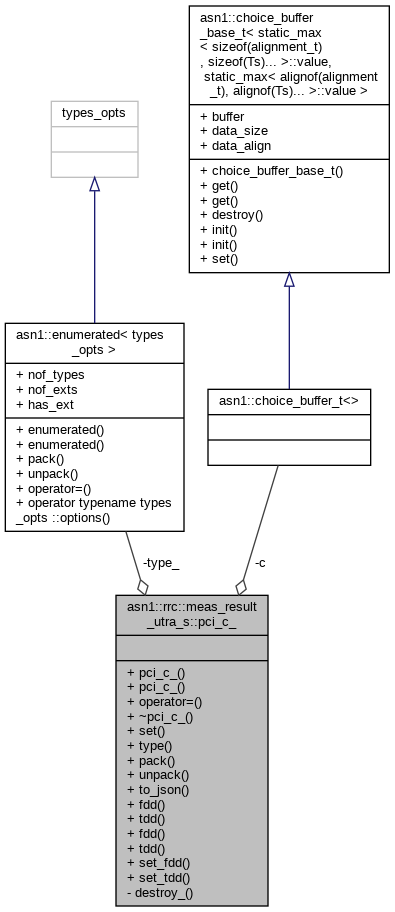 asn1::choice_buffer
_base_t< static_max
< sizeof(alignment_t)
, sizeof(Ts)... >::value,
static_max< alignof(alignment
_t), alignof(Ts)... >::value >
+ buffer
+ data_size
+ data_align
+ choice_buffer_base_t()
+ get()
+ get()
+ destroy()
+ init()
+ init()
+ set()
types_opts
asn1::enumerated< types
_opts >
+ nof_types
+ nof_exts
+ has_ext
+ enumerated()
+ enumerated()
+ pack()
+ unpack()
+ operator=()
+ operator typename types
_opts ::options()
asn1::choice_buffer_t<>
-type_
-c
asn1::rrc::meas_result
_utra_s::pci_c_
+ pci_c_()
+ pci_c_()
+ operator=()
+ ~pci_c_()
+ set()
+ type()
+ pack()
+ unpack()
+ to_json()
+ fdd()
+ tdd()
+ fdd()
+ tdd()
+ set_fdd()
+ set_tdd()
- destroy_()